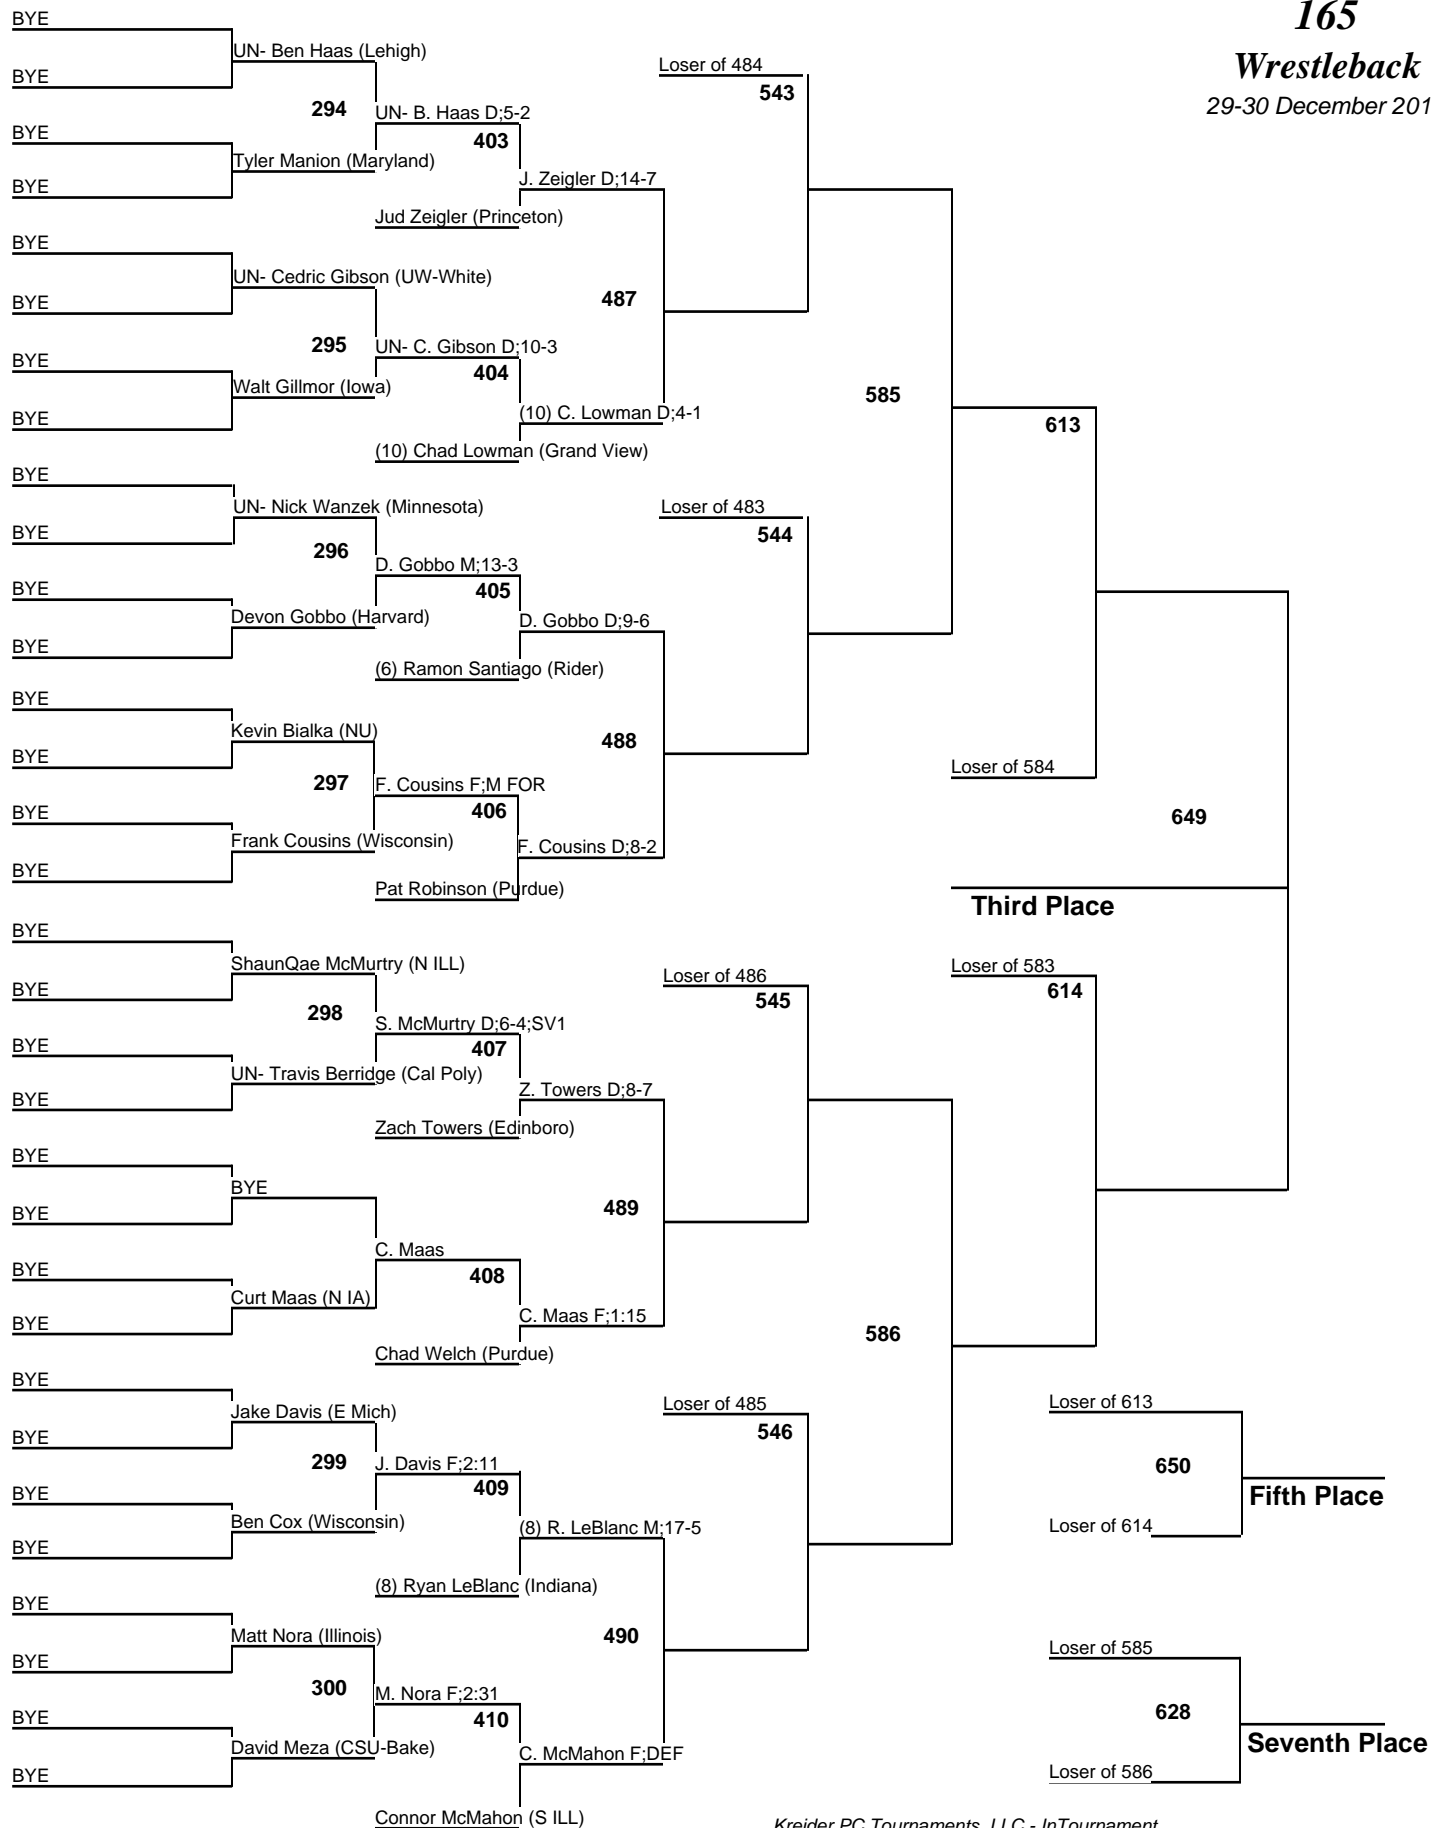 165
Wrestleback
29-30 December 201
BYE
UN- Ben Haas (Lehigh)
BYE
294
UN- B. Haas D;5-2
BYE
403
Tyler Manion (Maryland)
BYE
J. Zeigler D;14-7
Jud Zeigler (Princeton)
Loser of 484
543
BYE
UN- Cedric Gibson (UW-White)
BYE
487
295
UN- C. Gibson D;10-3
BYE
404
Walt Gillmor (Iowa)
BYE
(10) C. Lowman D;4-1
(10) Chad Lowman (Grand View)
585
613
BYE
UN- Nick Wanzek (Minnesota)
BYE
Loser of 483
544
296
D. Gobbo M;13-3
BYE
405
Devon Gobbo (Harvard)
D. Gobbo D;9-6
BYE
(6) Ramon Santiago (Rider)
BYE
Kevin Bialka (NU)
BYE
488
297
F. Cousins F;M FOR
BYE
406
Frank Cousins (Wisconsin)
F. Cousins D;8-2
BYE
Pat Robinson (Purdue)
Loser of 584
649
Third Place
BYE
ShaunQae McMurtry (N ILL)
BYE
Loser of 486
545
Loser of 583
614
298
S. McMurtry D;6-4;SV1
BYE
407
UN- Travis Berridge (Cal Poly)
BYE
Z. Towers D;8-7
Zach Towers (Edinboro)
BYE
BYE
BYE
489
C. Maas
BYE
408
Curt Maas (N IA)
BYE
C. Maas F;1:15
Chad Welch (Purdue)
586
BYE
Jake Davis (E Mich)
BYE
Loser of 485
546
299
J. Davis F;2:11
BYE
409
Ben Cox (Wisconsin)
BYE
(8) R. LeBlanc M;17-5
(8) Ryan LeBlanc (Indiana)
Loser of 613
650
Fifth Place
Loser of 614
BYE
Matt Nora (Illinois)
BYE
490
300
M. Nora F;2:31
BYE
410
David Meza (CSU-Bake)
C. McMahon F;DEF
BYE
Connor McMahon (S ILL)
Loser of 585
628
Seventh Place
Loser of 586
Kreider PC Tournaments, LLC - InTournament